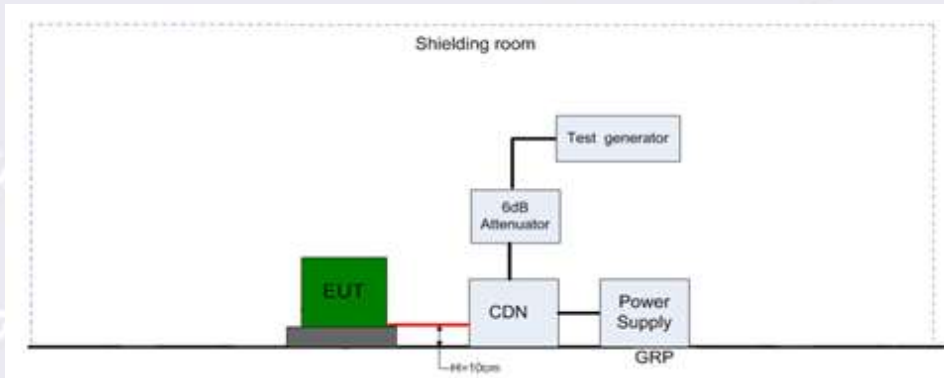 Shielding room
Test generator
6dB
Attenuator
EUT
CDN
Power
Supply
GRP
H=10cm